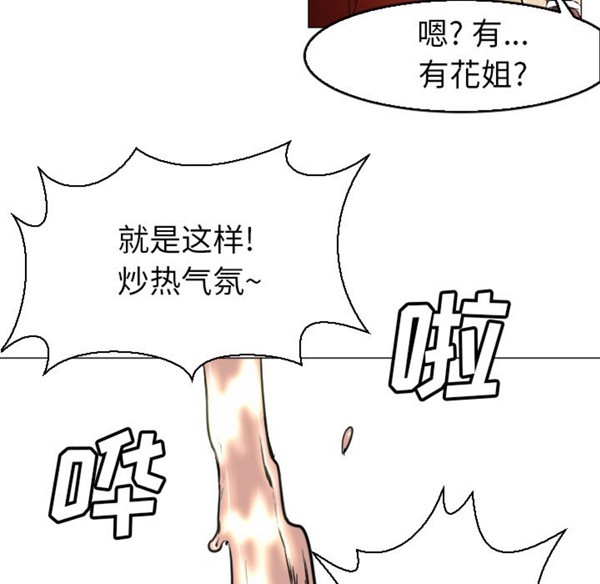 嗯? 有...
有花姐?
就是这样!
炒热气氛~
哗
啦